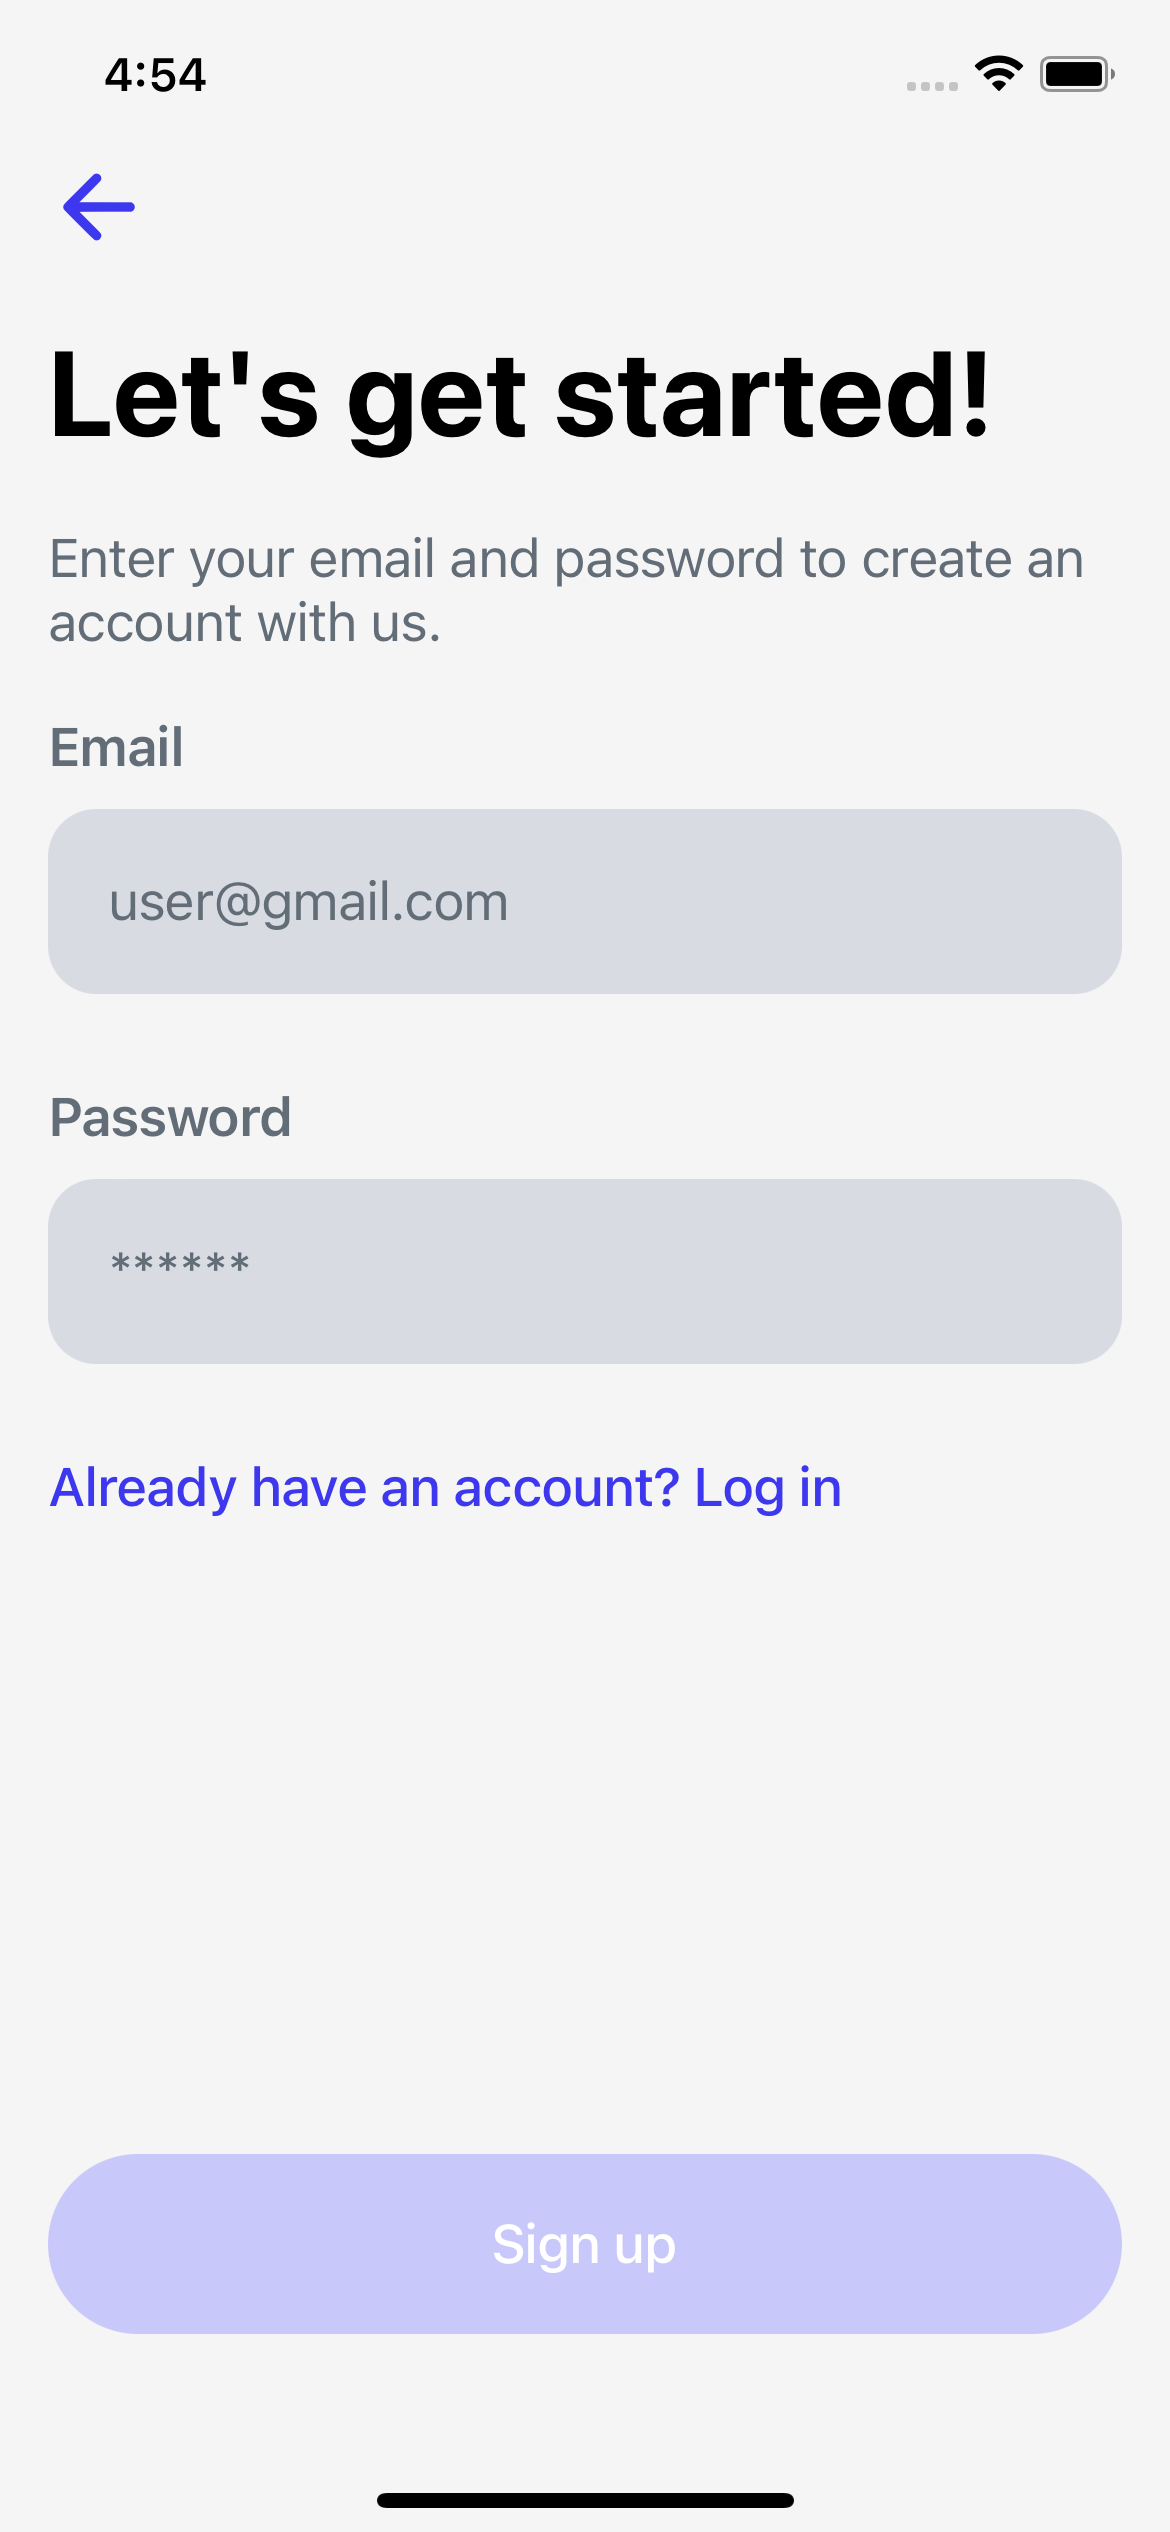 4:54
Let's get started!
Enter your email and password to create an
account with us.
Email
user@gmail.com
Password
******
Already have an account? Log in
Sign up